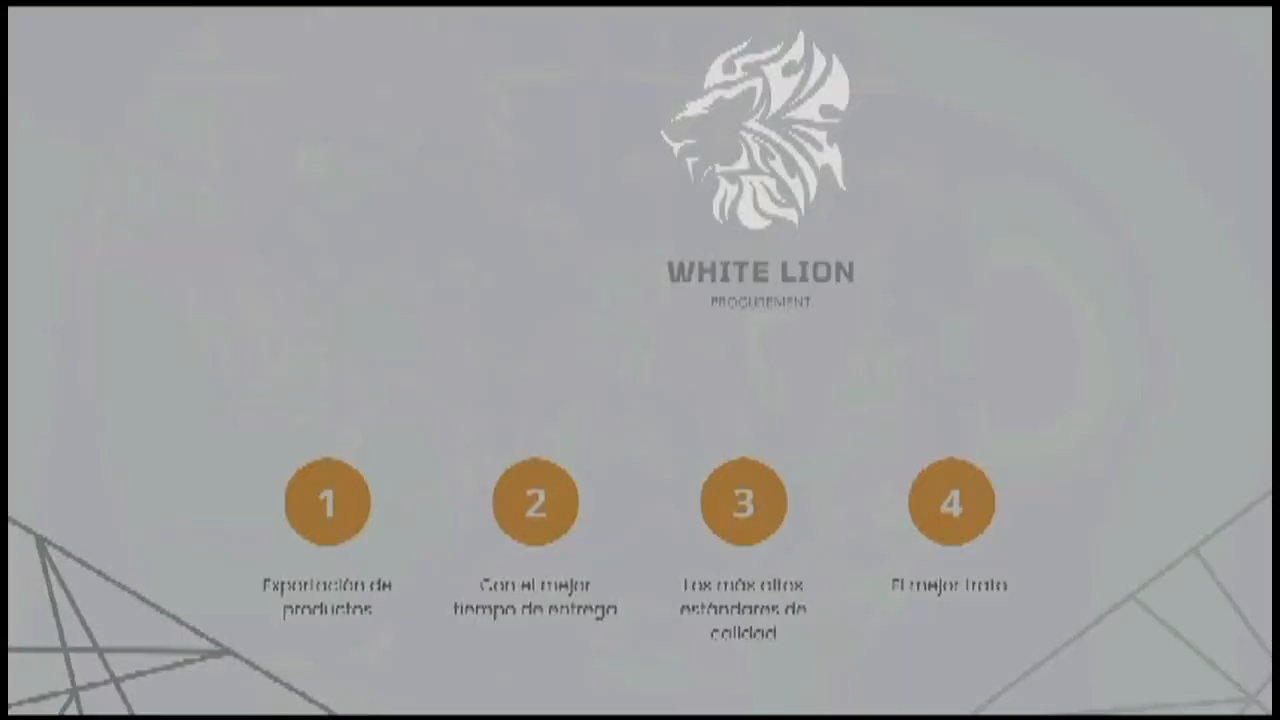 WHITE LION
PROCUREMENT
1
2
3
4
Exportación de
productos
Con el mejor
tiempo de entrega
Los más altos
estándares de
calidad
El mejor trato